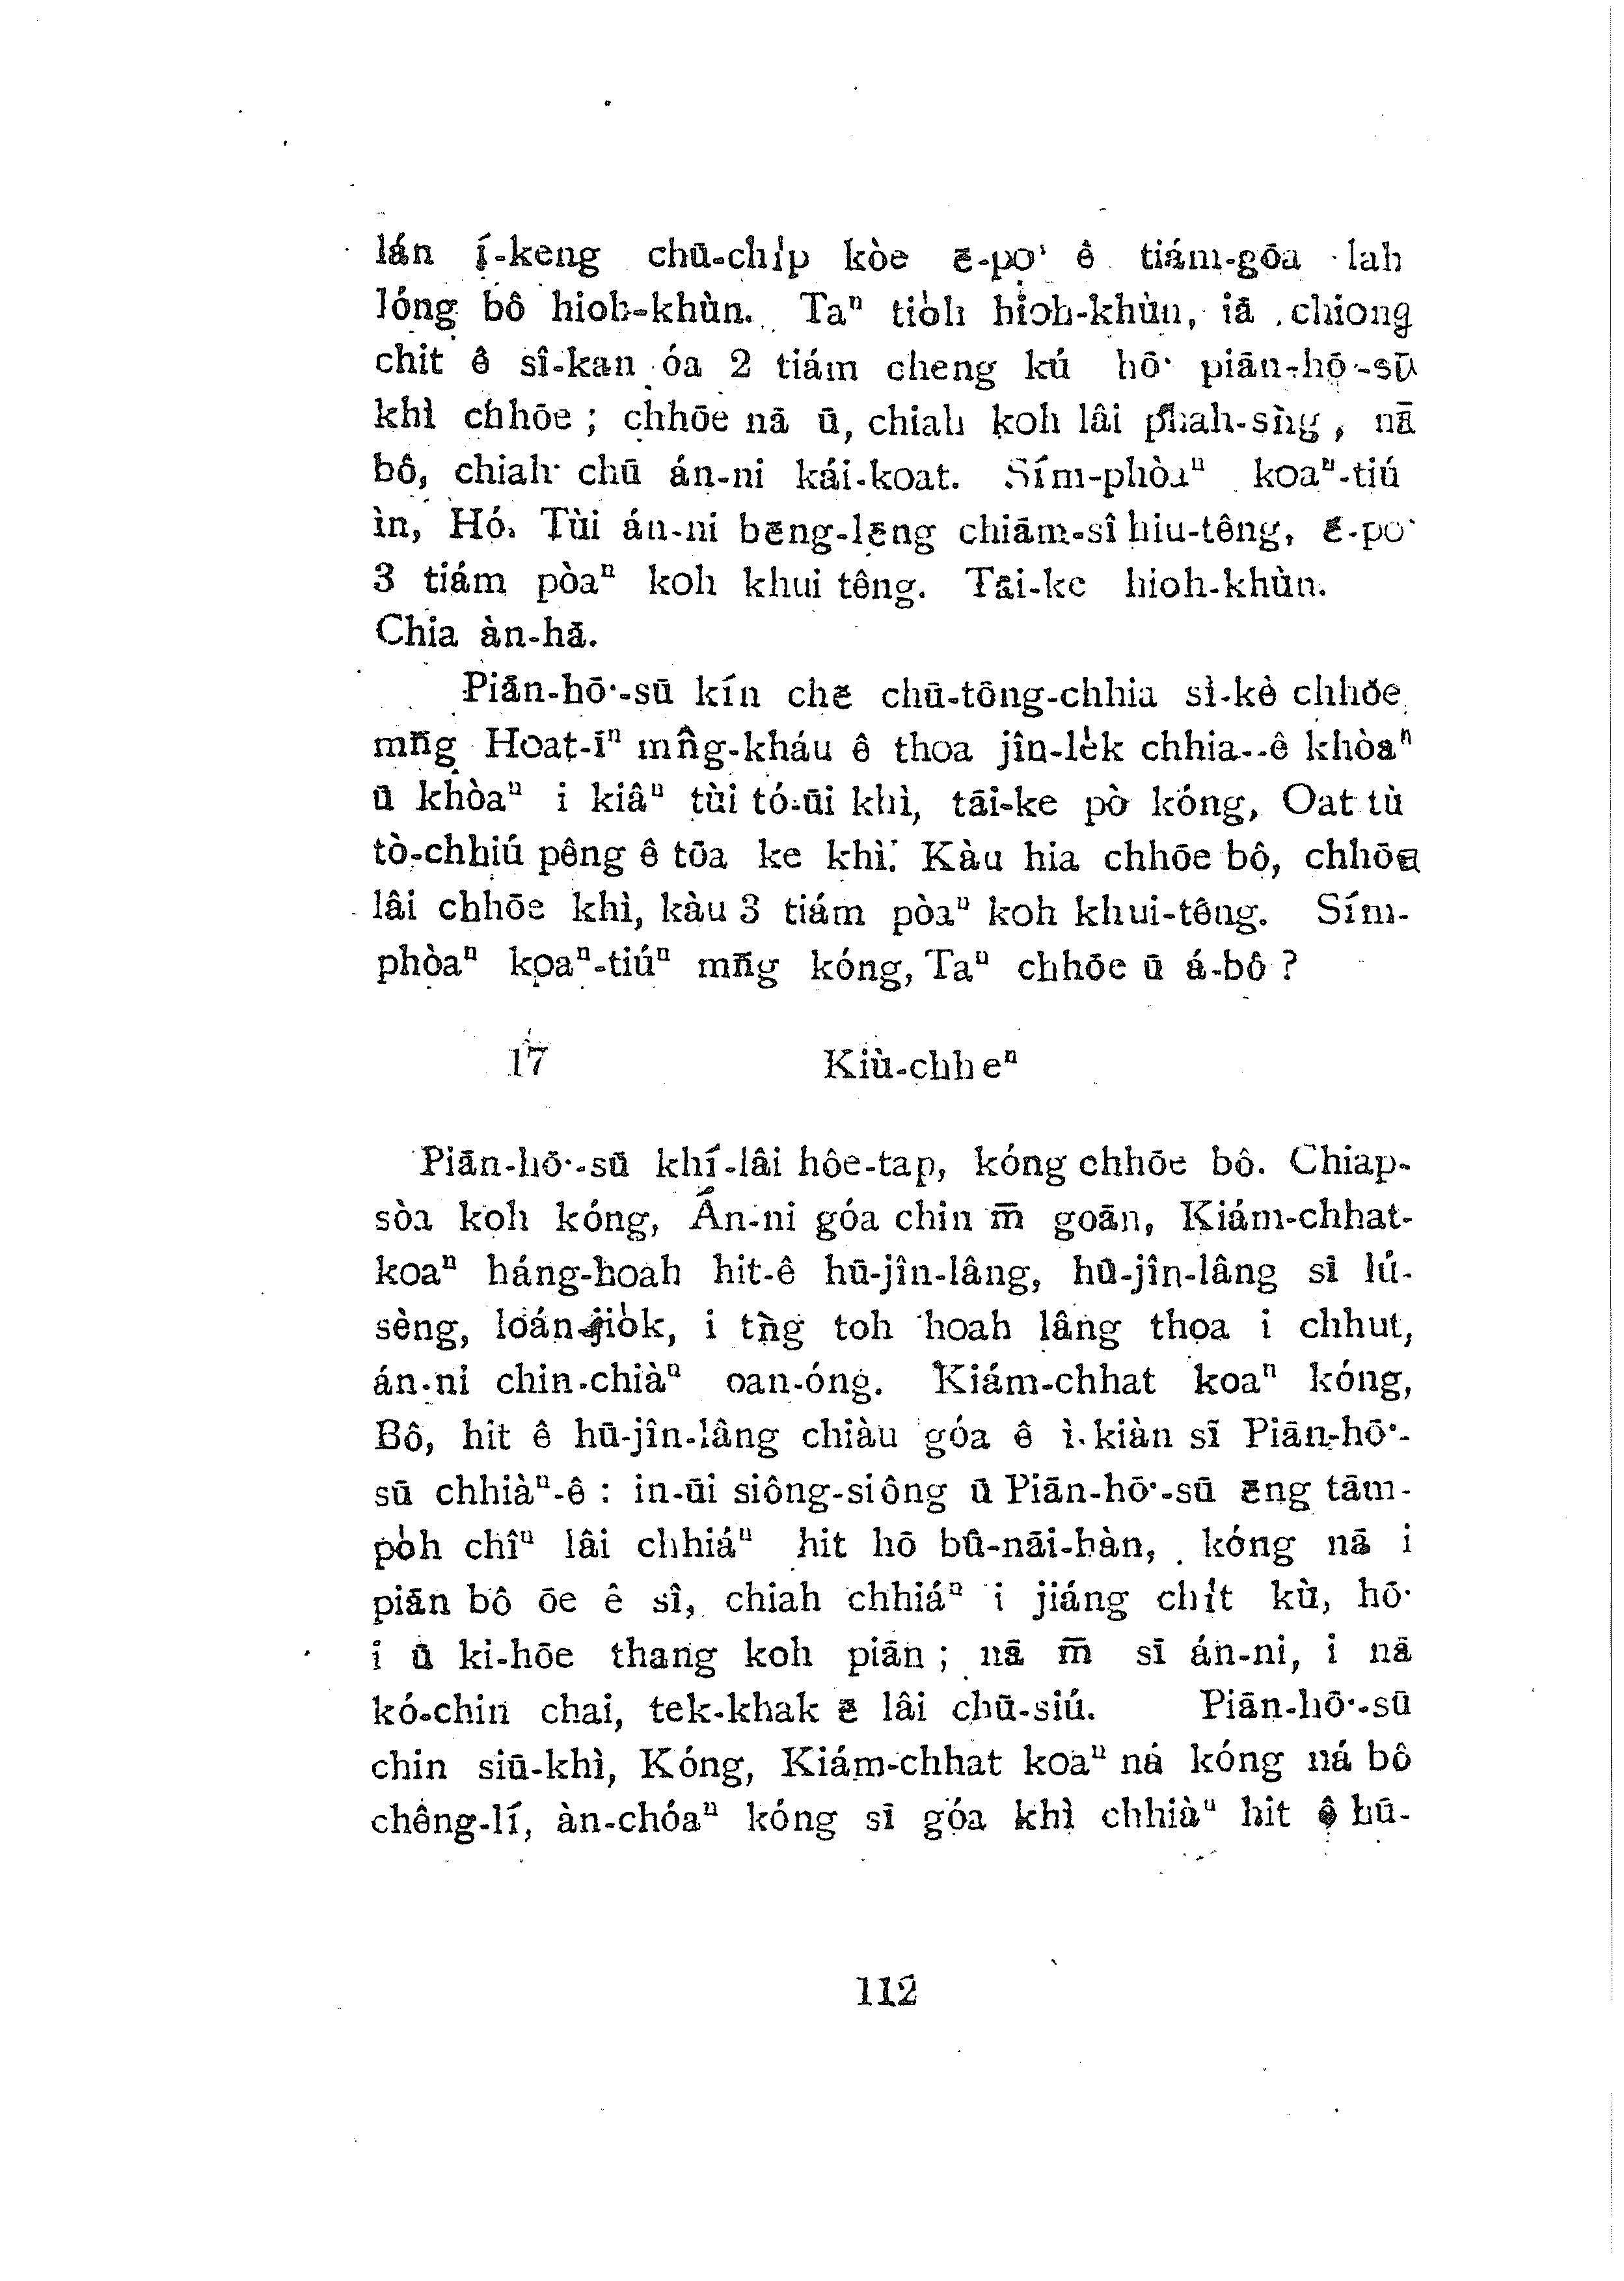 lán í-keng chū-chi̍p kòe ē-po͘ ê tiám-gōa lah
lóng bô hioh-khùn. Taⁿ tio̍h hioh-khùn, iā chiong
chit ê sî-kan óa 2 tiám cheng kú hō͘ piān-hō͘-sū
khì chhōe; chhōe nā ū, chiah koh lâi phah-sǹg, nā
bô, chiah chū án-ni kái-koat. Sím-phòaⁿ koaⁿ-tiú
ìn, Hó. Tùi án-ni bēng-lēng chiām-sî hiu-têng, ē-po͘
3 tiám pòaⁿ koh khui têng. Tāi-ke hioh-khùn.
Chia àn-hā.
Piān-hō͘-sū kín chē chū-tōng-chhia sì-kè chhōe
mn̄g Hoat-īⁿ mn̂g-kháu ê thoa jîn-le̍k chhia--ê khòaⁿ
ū khòaⁿ i kiâⁿ tùi tó-ūi khì, tāi-ke pò kóng, Oat tù
tò-chhiú pêng ê tōa ke khì. Kàu hia chhōe bô, chhōe
lâi chhōe khì, kàu 3 tiám pòaⁿ koh khui-têng. Sím-
phòaⁿ koaⁿ-tiúⁿ mn̄g kóng, Taⁿ chhōe ū á-bô?
17 Kiù-chheⁿ
Piān-hō͘-sū khí-lâi hôe-tap, kóng chhōe bô. Chiap-
sòa koh kóng, Án-ni góa chin m̄ goān, Kiám-chhat-
koaⁿ háng-hoah hit-ê hū-jîn-lâng, hū-jîn-lâng sī lú-
sèng, loán-jio̍k, i tǹg toh hoah lâng thoa i chhut,
án-ni chin-chiàⁿ oan-óng. Kiám-chhat koaⁿ kóng,
Bô, hit ê hū-jîn-lâng chiàu góa ê ì-kiàn sī Piān-hō͘-
sū chhiàⁿ-ê: in-ūi siông-siông ū Piān-hō͘-sū ēng tām-
po̍h chîⁿ lâi chhiáⁿ hit hō bû-nāi-hàn, kóng nā i
piān bô ōe ê sî, chiah chhiáⁿ i jiáng chi̍t kù, hō͘
i ū ki-hōe thang koh piān; nā m̄ sī án-ni, i nā
kó-chin chai, tek-khak ē lâi chū-siú. Piān-hō͘-sū
chin siū-khì, Kóng, Kiám-chhat koaⁿ ná kóng ná bô
chêng-lí, àn-chóaⁿ kóng sī góa khì chhiàⁿ hit ê hū-
112